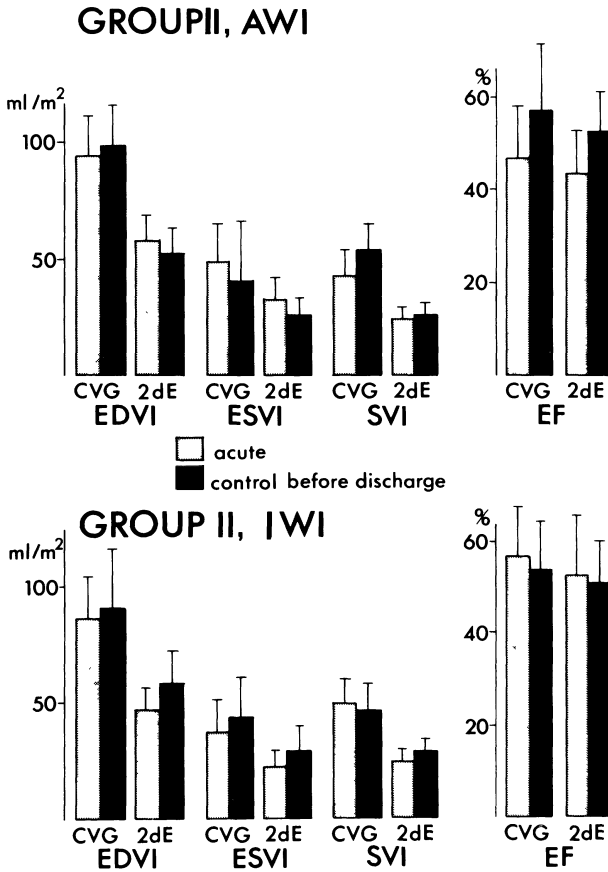 GROUPII, AWI
ml/m²
100
50
%
60
40
20
CVG 2dE CVG 2dE CVG 2dE CVG 2dE
EDVI ESVI SVI EF
acute
control before discharge
GROUP II, IWI
ml/m²
100
50
%
60
40
20
CVG 2dE CVG 2dE CVG 2dE CVG 2dE
EDVI ESVI SVI EF